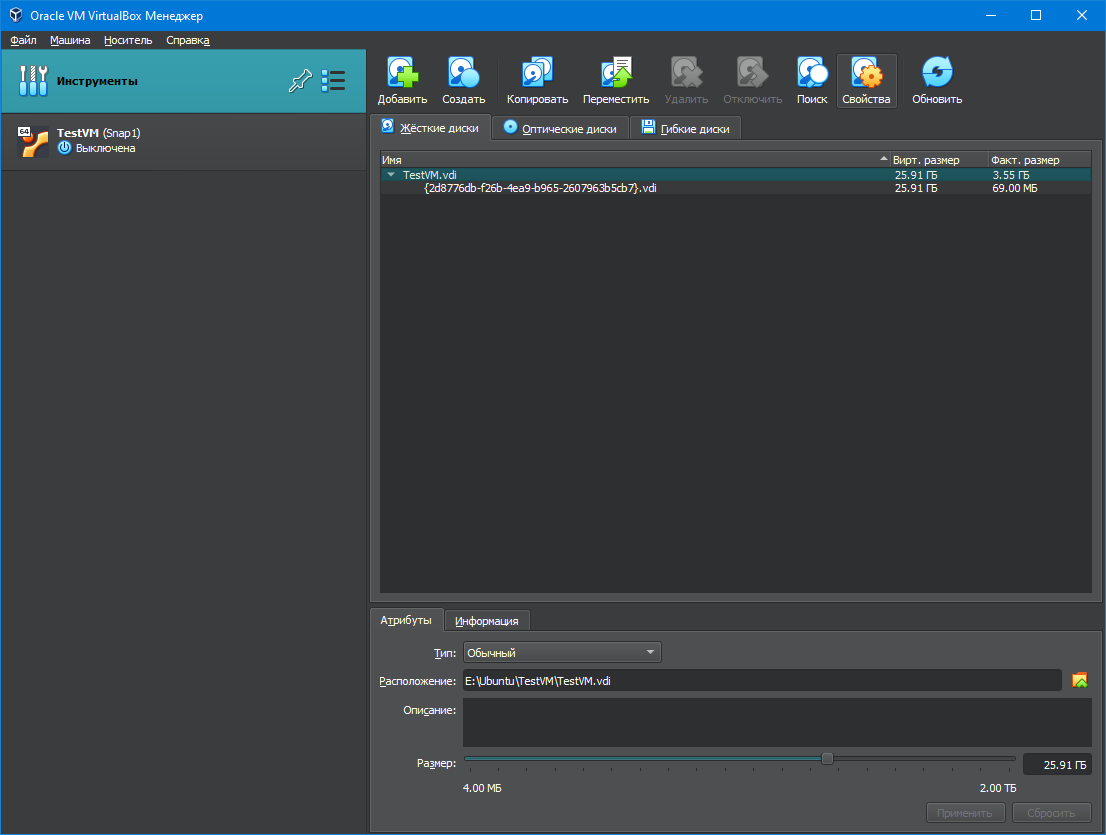 Oracle VM VirtualBox Менеджер
Файл Машина Носитель Справка
Инструменты
64
TestVM (Snap1)
Выключена
Добавить Создать Копировать Переместить Удалить Отключить Поиск Свойства Обновить
Жёсткие диски Оптические диски Гибкие диски
Имя Вирт. размер Факт. размер
TestVM.vdi 25.91 ГБ 3.55 ГБ
{2d8776db-f26b-4ea9-b965-2607963b5cb7}.vdi 25.91 ГБ 69.00 МБ
Атрибуты Информация
Тип: Обычный
Расположение: E:\Ubuntu\TestVM\TestVM.vdi
Описание:
Размер: 25.91 ГБ
4.00 МБ 2.00 ТБ
Применить Сбросить